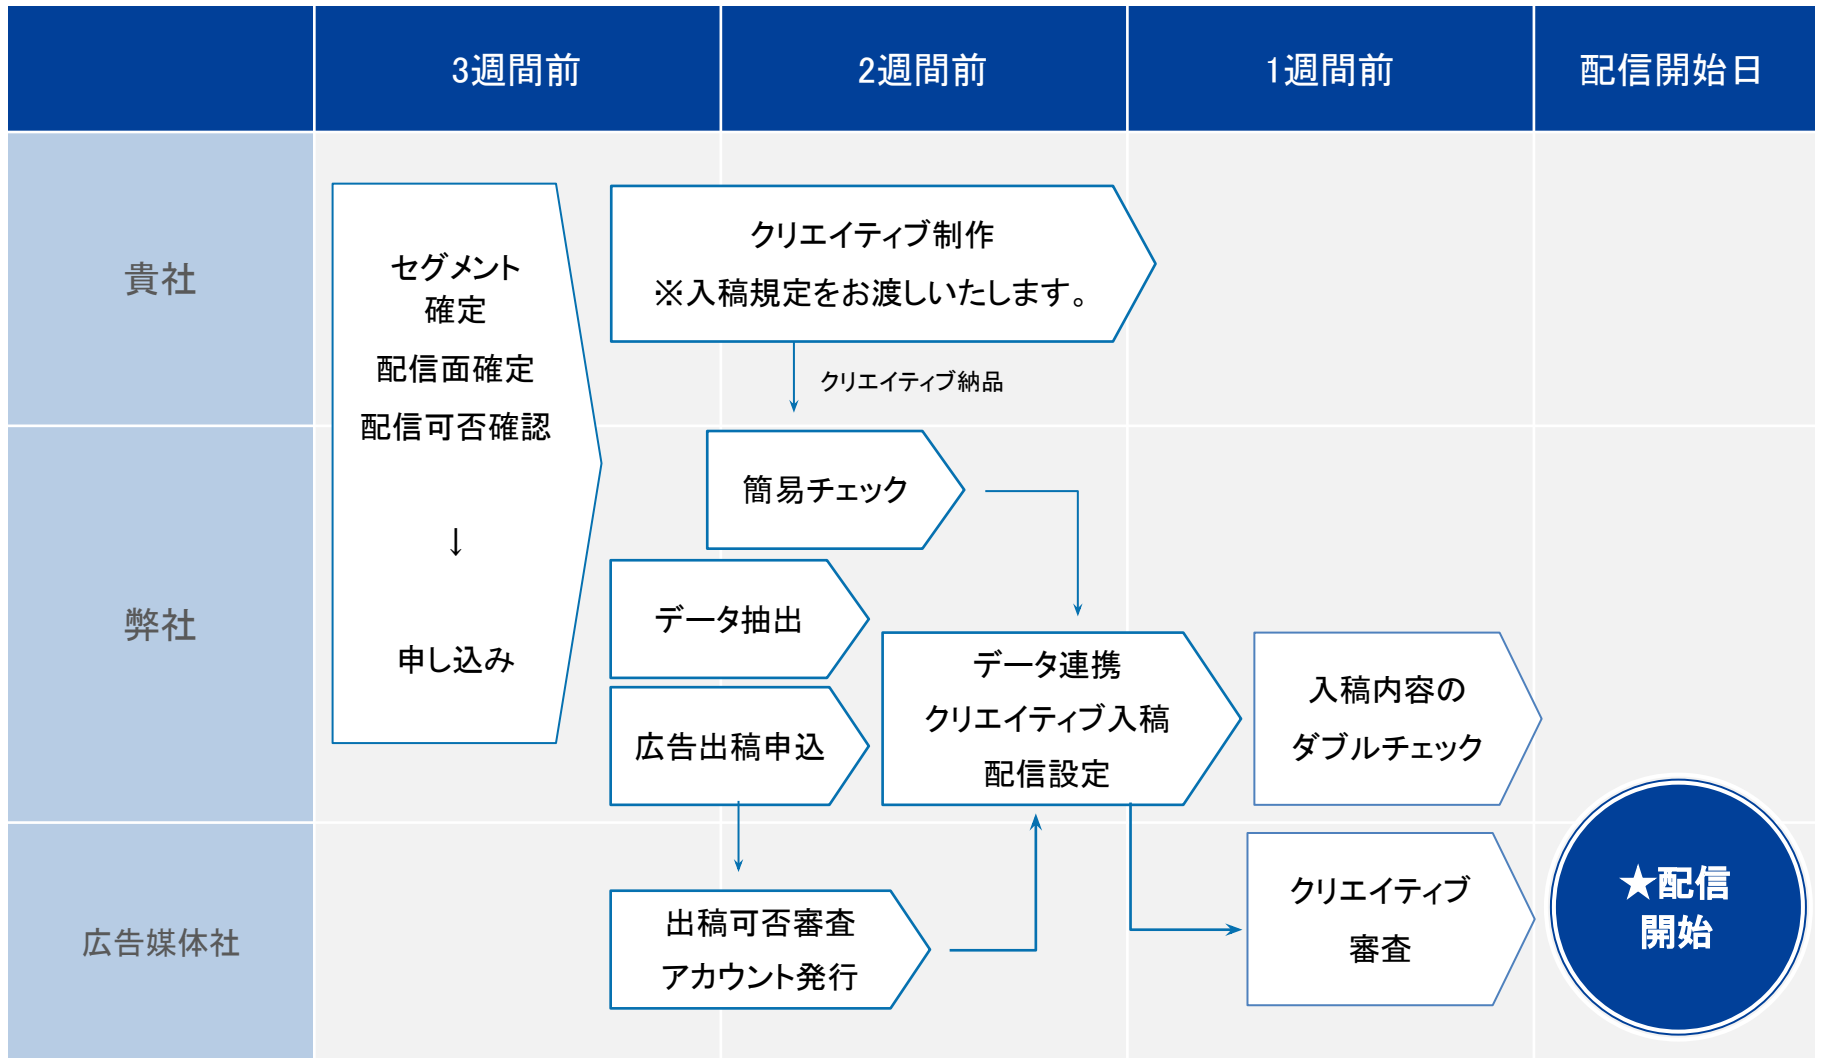 3週間前
2週間前
1週間前
配信開始日
貴社
セグメント
確定
配信面確定
配信可否確認
↓
申し込み
クリエイティブ制作
※入稿規定をお渡しいたします。
クリエイティブ納品
弊社
簡易チェック
データ抽出
広告出稿申込
データ連携
クリエイティブ入稿
配信設定
入稿内容の
ダブルチェック
広告媒体社
出稿可否審査
アカウント発行
クリエイティブ
審査
★配信
開始